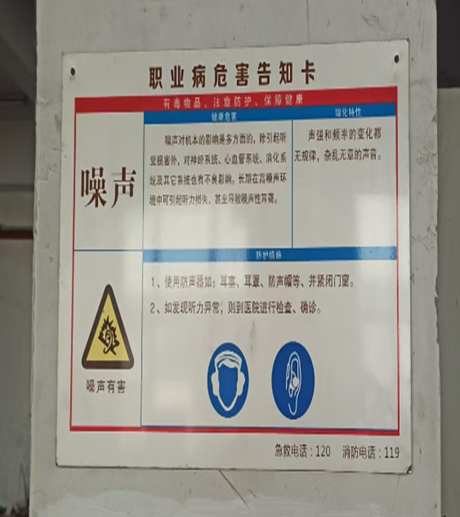 职业病危害告知卡
有毒物品、注意防护、保障健康
健康危害
理化特性
噪声
噪声对机本的影响是多方面的，除引起听
觉损害外，对神经系统、心血管系统、消化系
统及其它系统也有不良影响。长期在高噪声环
境中可引起听力损失、甚至导致噪声性耳聋。
声强和频率的变化都
无规律，杂乱无章的声音。
防护措施
1、使用防声器如：耳塞、耳罩、防声帽等、并紧闭门窗。
2、如发现听力异常，则到医院进行检查、确诊。
噪声有害
急救电话：120 消防电话：119